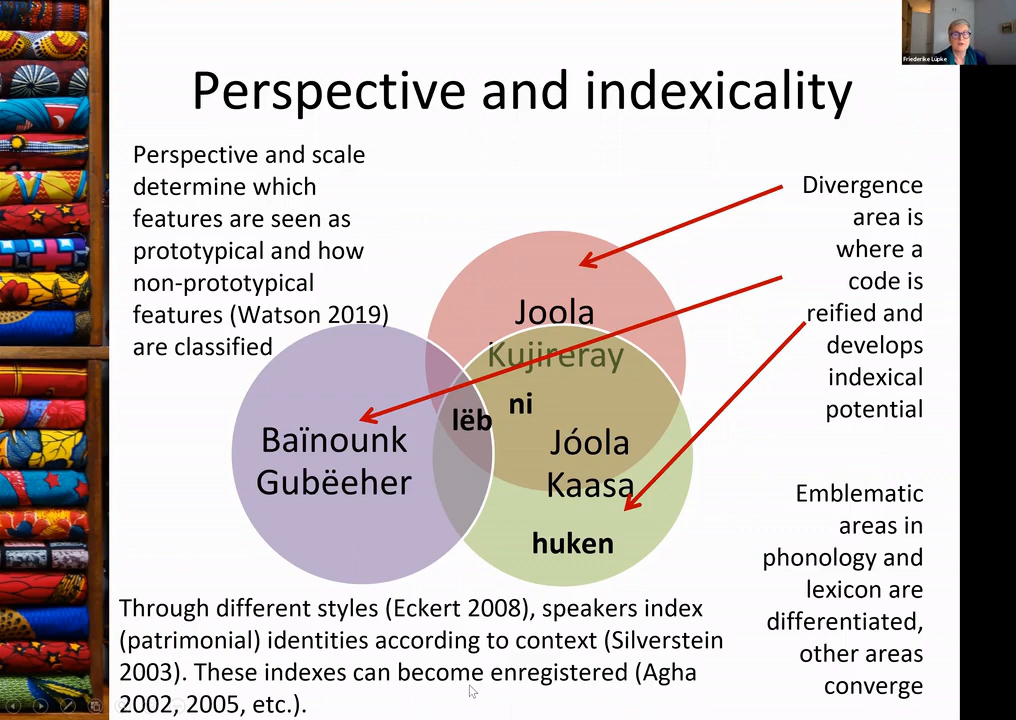 Friederike Lüpke
Perspective and indexicality
Perspective and scale
determine which
features are seen as
prototypical and how
non-prototypical
features (Watson 2019)
are classified
Divergence
area is
where a
code is
reified and
develops
indexical
potential
Joola
Kujireray
ni
lëb
Baïnounk
Gubëeher
Jóola
Kaasa
huken
Emblematic
areas in
phonology and
lexicon are
differentiated,
other areas
converge
Through different styles (Eckert 2008), speakers index
(patrimonial) identities according to context (Silverstein
2003). These indexes can become enregistered (Agha
2002, 2005, etc.).